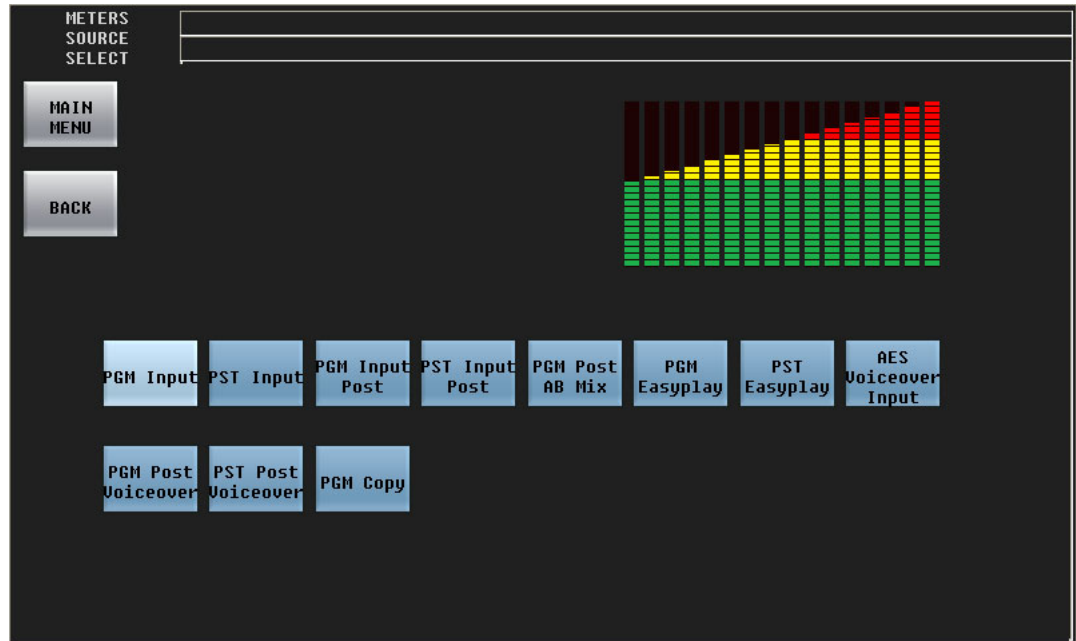 METERS
SOURCE
SELECT
MAIN
MENU
BACK
PGM Input
PST Input
PGM Input
Post
PST Input
Post
PGM Post
AB Mix
PGM
Easyplay
PST
Easyplay
AES
Voiceover
Input
PGM Post
Voiceover
PST Post
Voiceover
PGM Copy